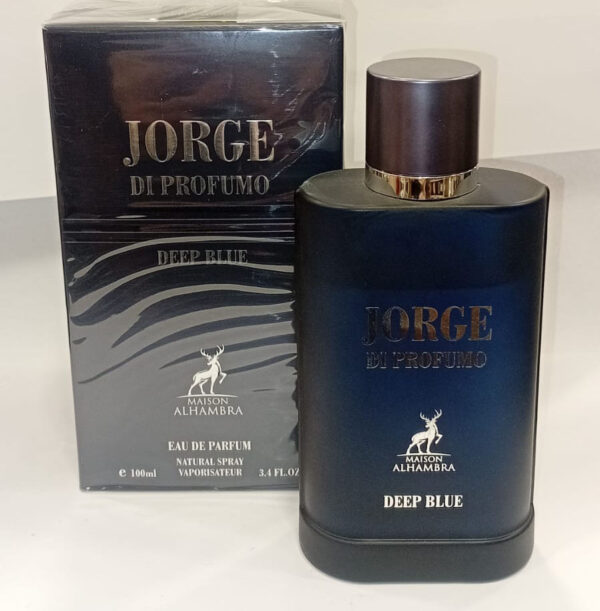 JORGE
DI PROFUMO
DEEP BLUE
MAISON
ALHAMBRA
EAU DE PARFUM
NATURAL SPRAY
e 100ml VAPORISATEUR 3.4 FL.OZ
JORGE
DI PROFUMO
MAISON
ALHAMBRA
DEEP BLUE